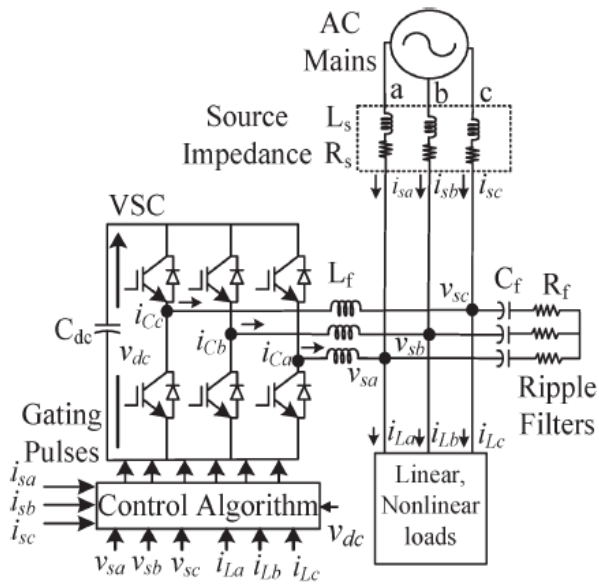 AC
Mains
a b c
Source
Impedance
Ls
Rs
isa isb isc
VSC
Lf
vsc
Cf
Rf
iCc
iCb
iCa
vsb
vsa
Cdc
vdc
Ripple
Filters
Gating
Pulses
iLa iLb iLc
Linear,
Nonlinear
loads
isa
isb
isc
Control Algorithm
vdc
vsa vsb vsc iLa iLb iLc